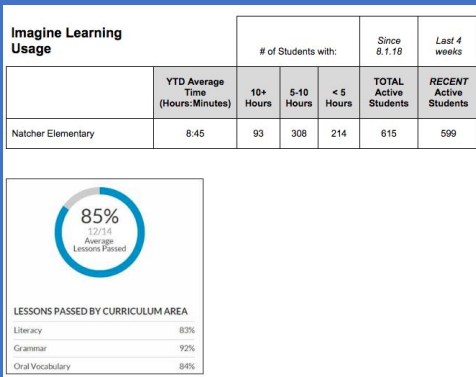 Imagine Learning
Usage
# of Students with:
Since
8.1.18
Last 4
weeks
YTD Average
Time
(Hours:Minutes)
10+
Hours
5-10
Hours
< 5
Hours
TOTAL
Active
Students
RECENT
Active
Students
Natcher Elementary 8:45 93 308 214 615 599
85%
12/14
Average
Lessons Passed
LESSONS PASSED BY CURRICULUM AREA
Literacy 83%
Grammar 92%
Oral Vocabulary 84%